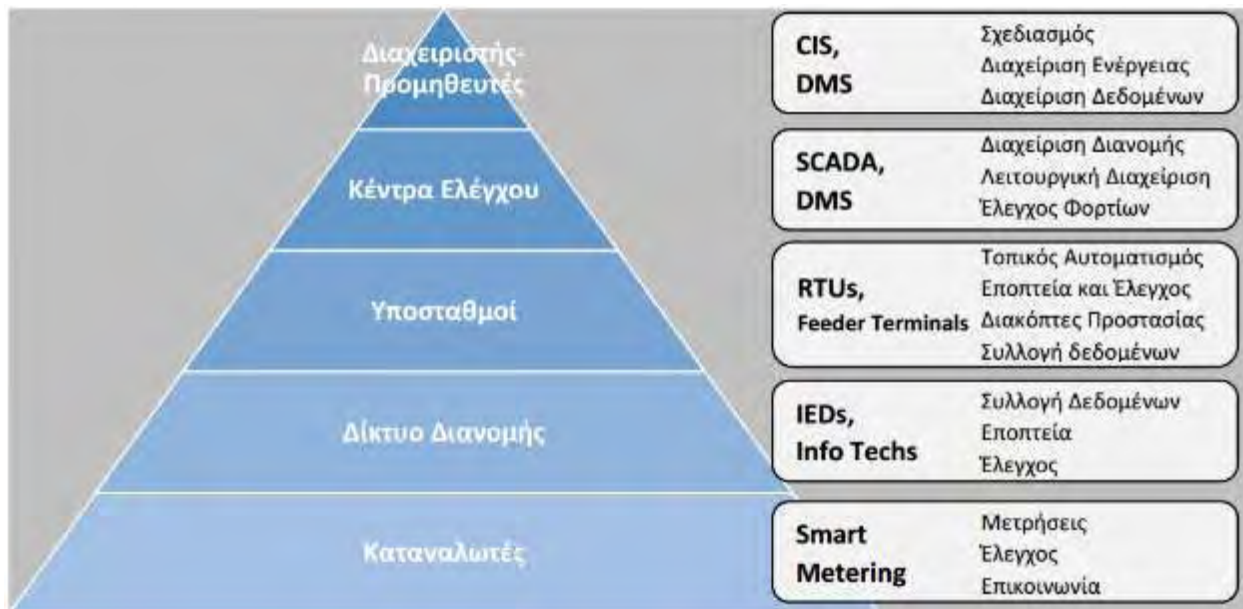 Διαχειριστής-
Προμηθευτές
CIS,
DMS
Σχεδιασμός
Διαχείριση Ενέργειας
Διαχείριση Δεδομένων
Κέντρα Ελέγχου
SCADA,
DMS
Διαχείριση Διανομής
Λειτουργική Διαχείριση
Έλεγχος Φορτίων
Υποσταθμοί
RTUs,
Feeder Terminals
Τοπικός Αυτοματισμός
Εποπτεία και Έλεγχος
Διακόπτες Προστασίας
Συλλογή δεδομένων
Δίκτυο Διανομής
IEDs,
Info Techs
Συλλογή Δεδομένων
Εποπτεία
Έλεγχος
Καταναλωτές
Smart
Metering
Μετρήσεις
Έλεγχος
Επικοινωνία